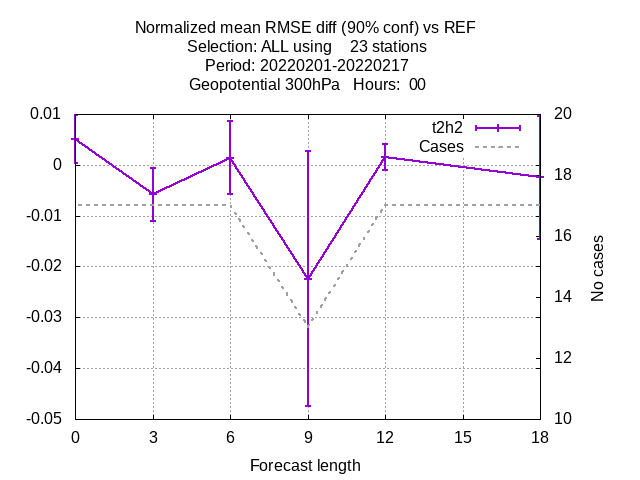 Normalized mean RMSE diff (90% conf) vs REF
Selection: ALL using    23 stations
Period: 20220201-20220217
Geopotential 300hPa   Hours:  00
0.01
0
-0.01
-0.02
-0.03
-0.04
-0.05
t2h2
Cases
20
18
16
14
12
10
No cases
0 3 6 9 12 15 18
Forecast length